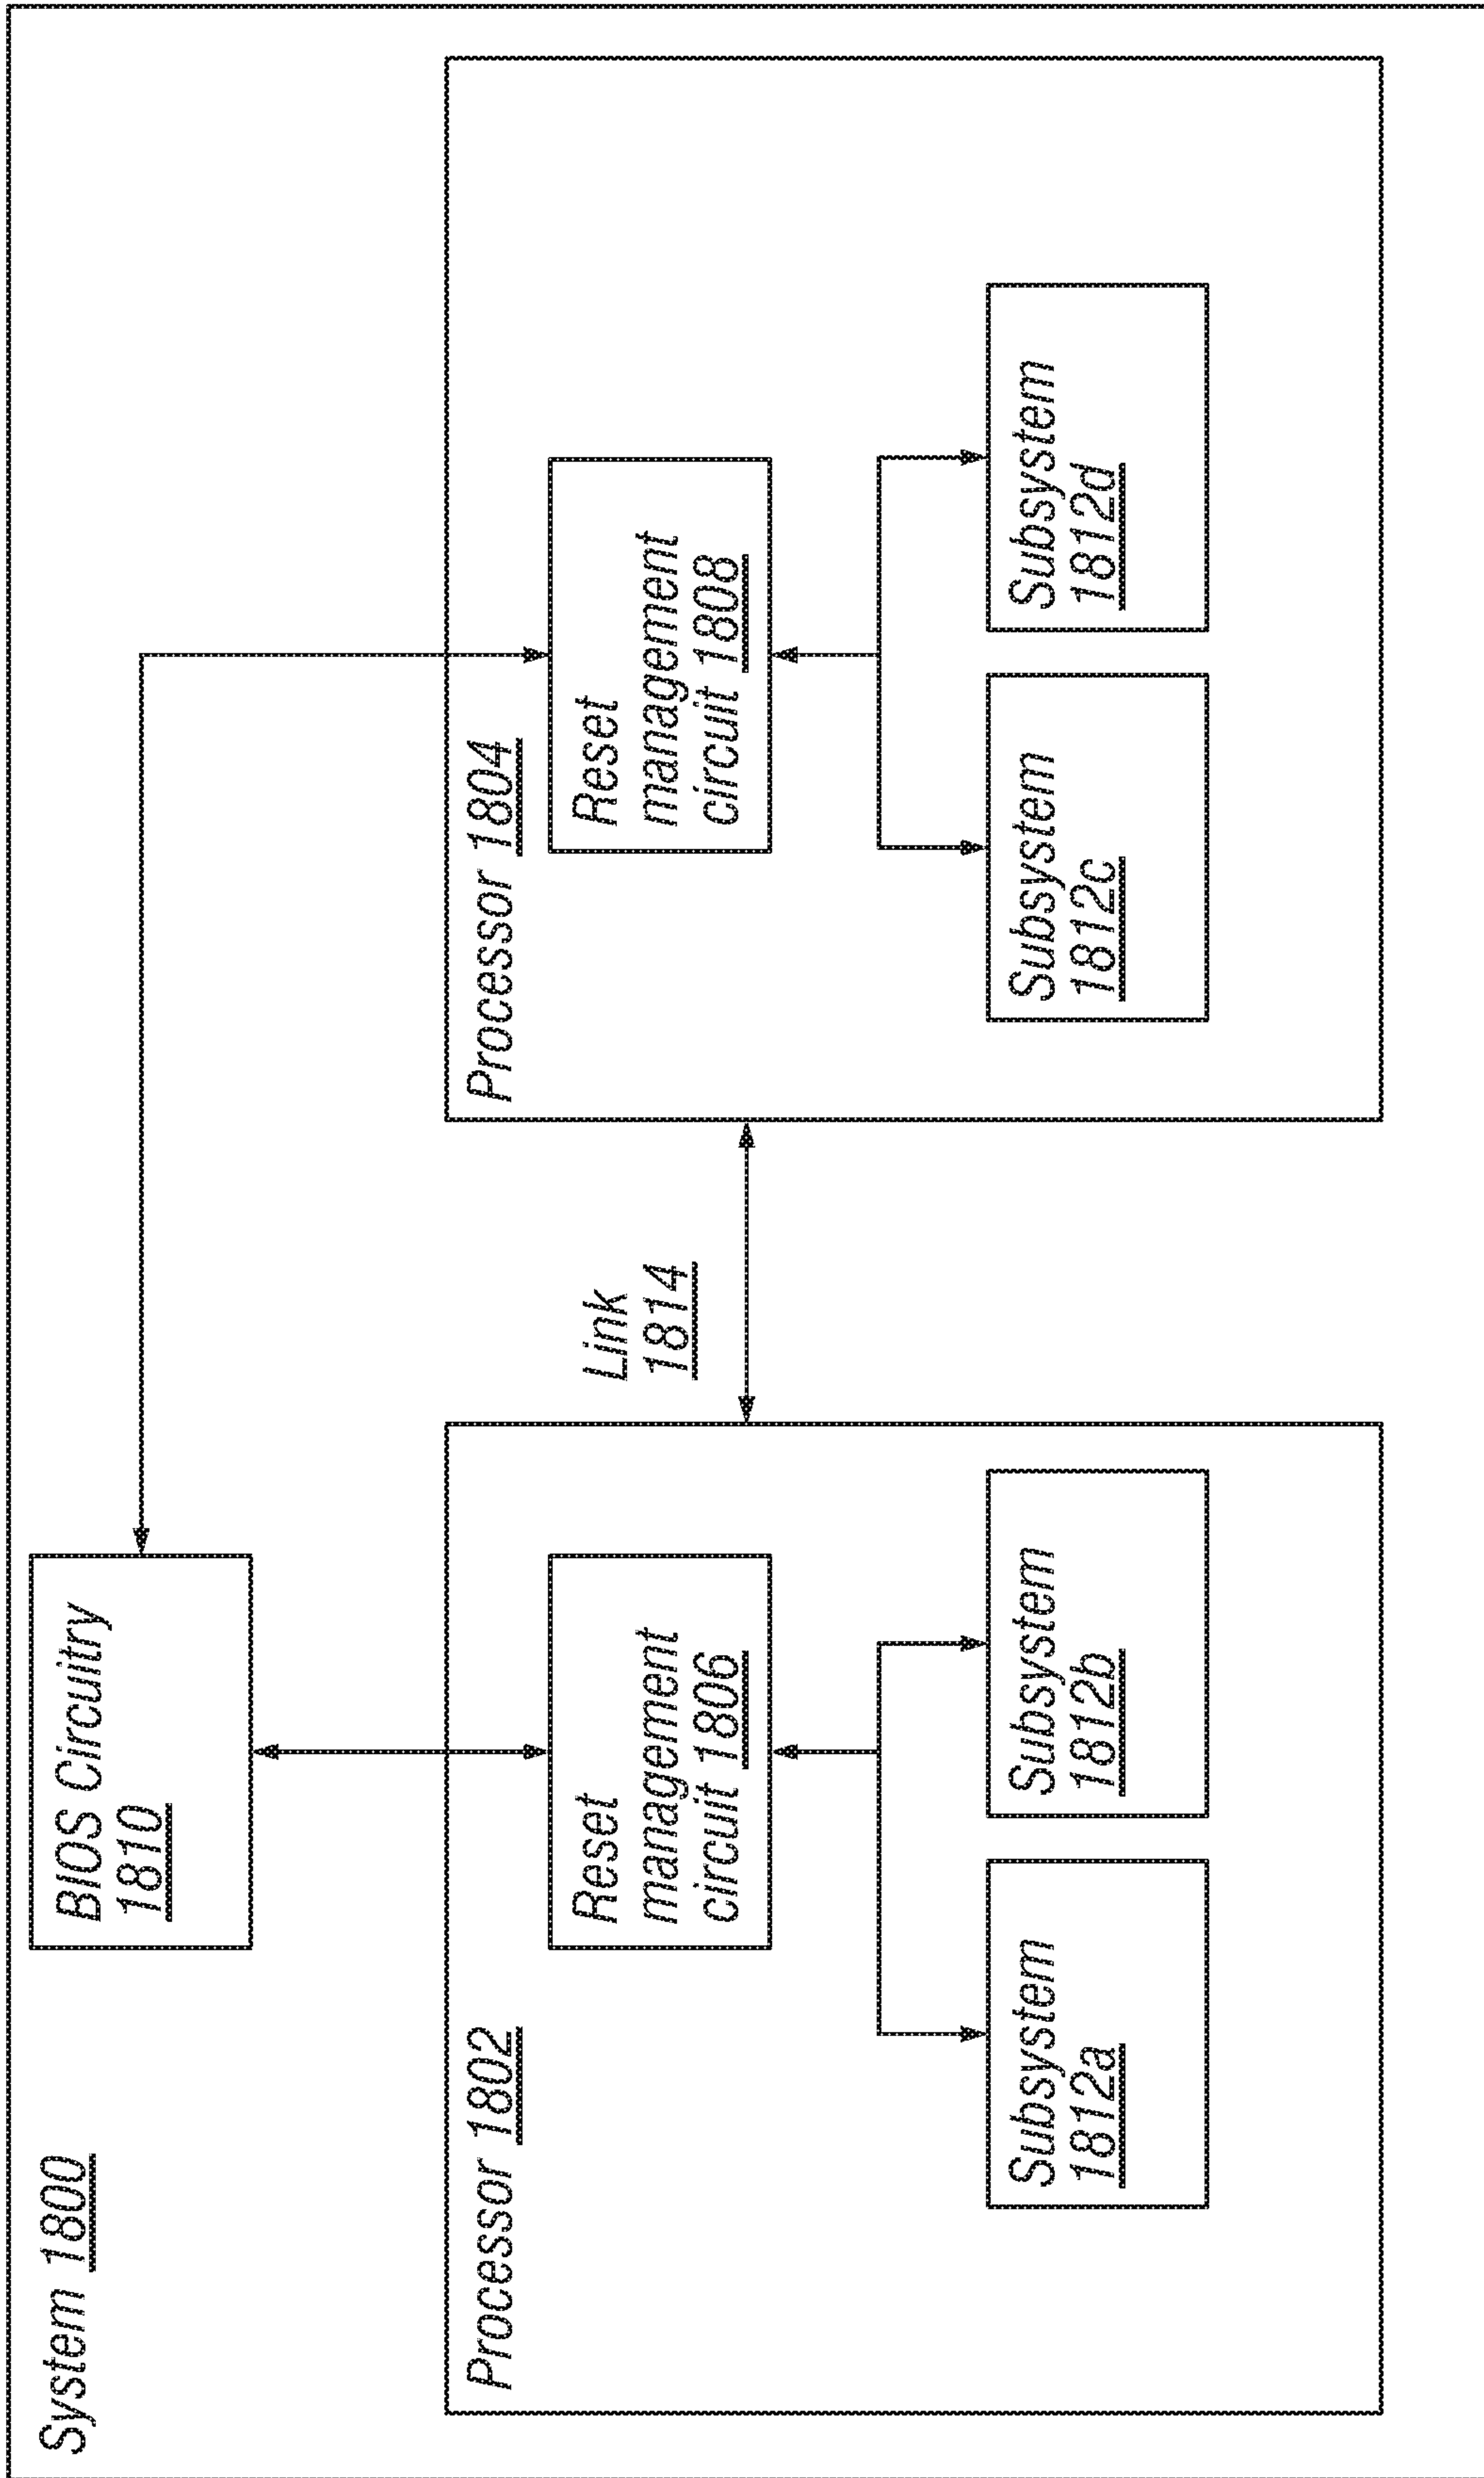 System 1800
BIOS Circuitry
1810
Processor 1802
Reset
management
circuit 1806
Subsystem
1812a
Subsystem
1812b
Link
1814
Processor 1804
Reset
management
circuit 1808
Subsystem
1812c
Subsystem
1812d